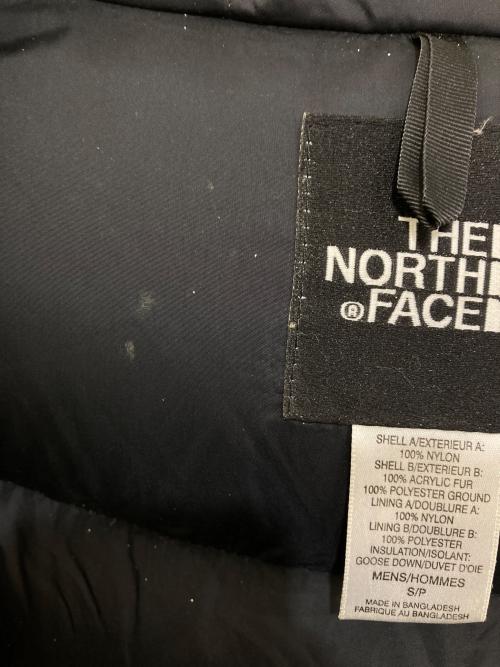 THE
NORTH
® FACE
SHELL A/EXTERIEUR A:
100% NYLON
SHELL B/EXTERIEUR B:
100% ACRYLIC FUR
100% POLYESTER GROUND
LINING A/DOUBLURE A:
100% NYLON
LINING B/DOUBLURE B:
100% POLYESTER
INSULATION/ISOLANT:
GOOSE DOWN/DUVET D'OIE
MENS/HOMMES
S/P
MADE IN BANGLADESH
FABRIQUE AU BANGLADESH